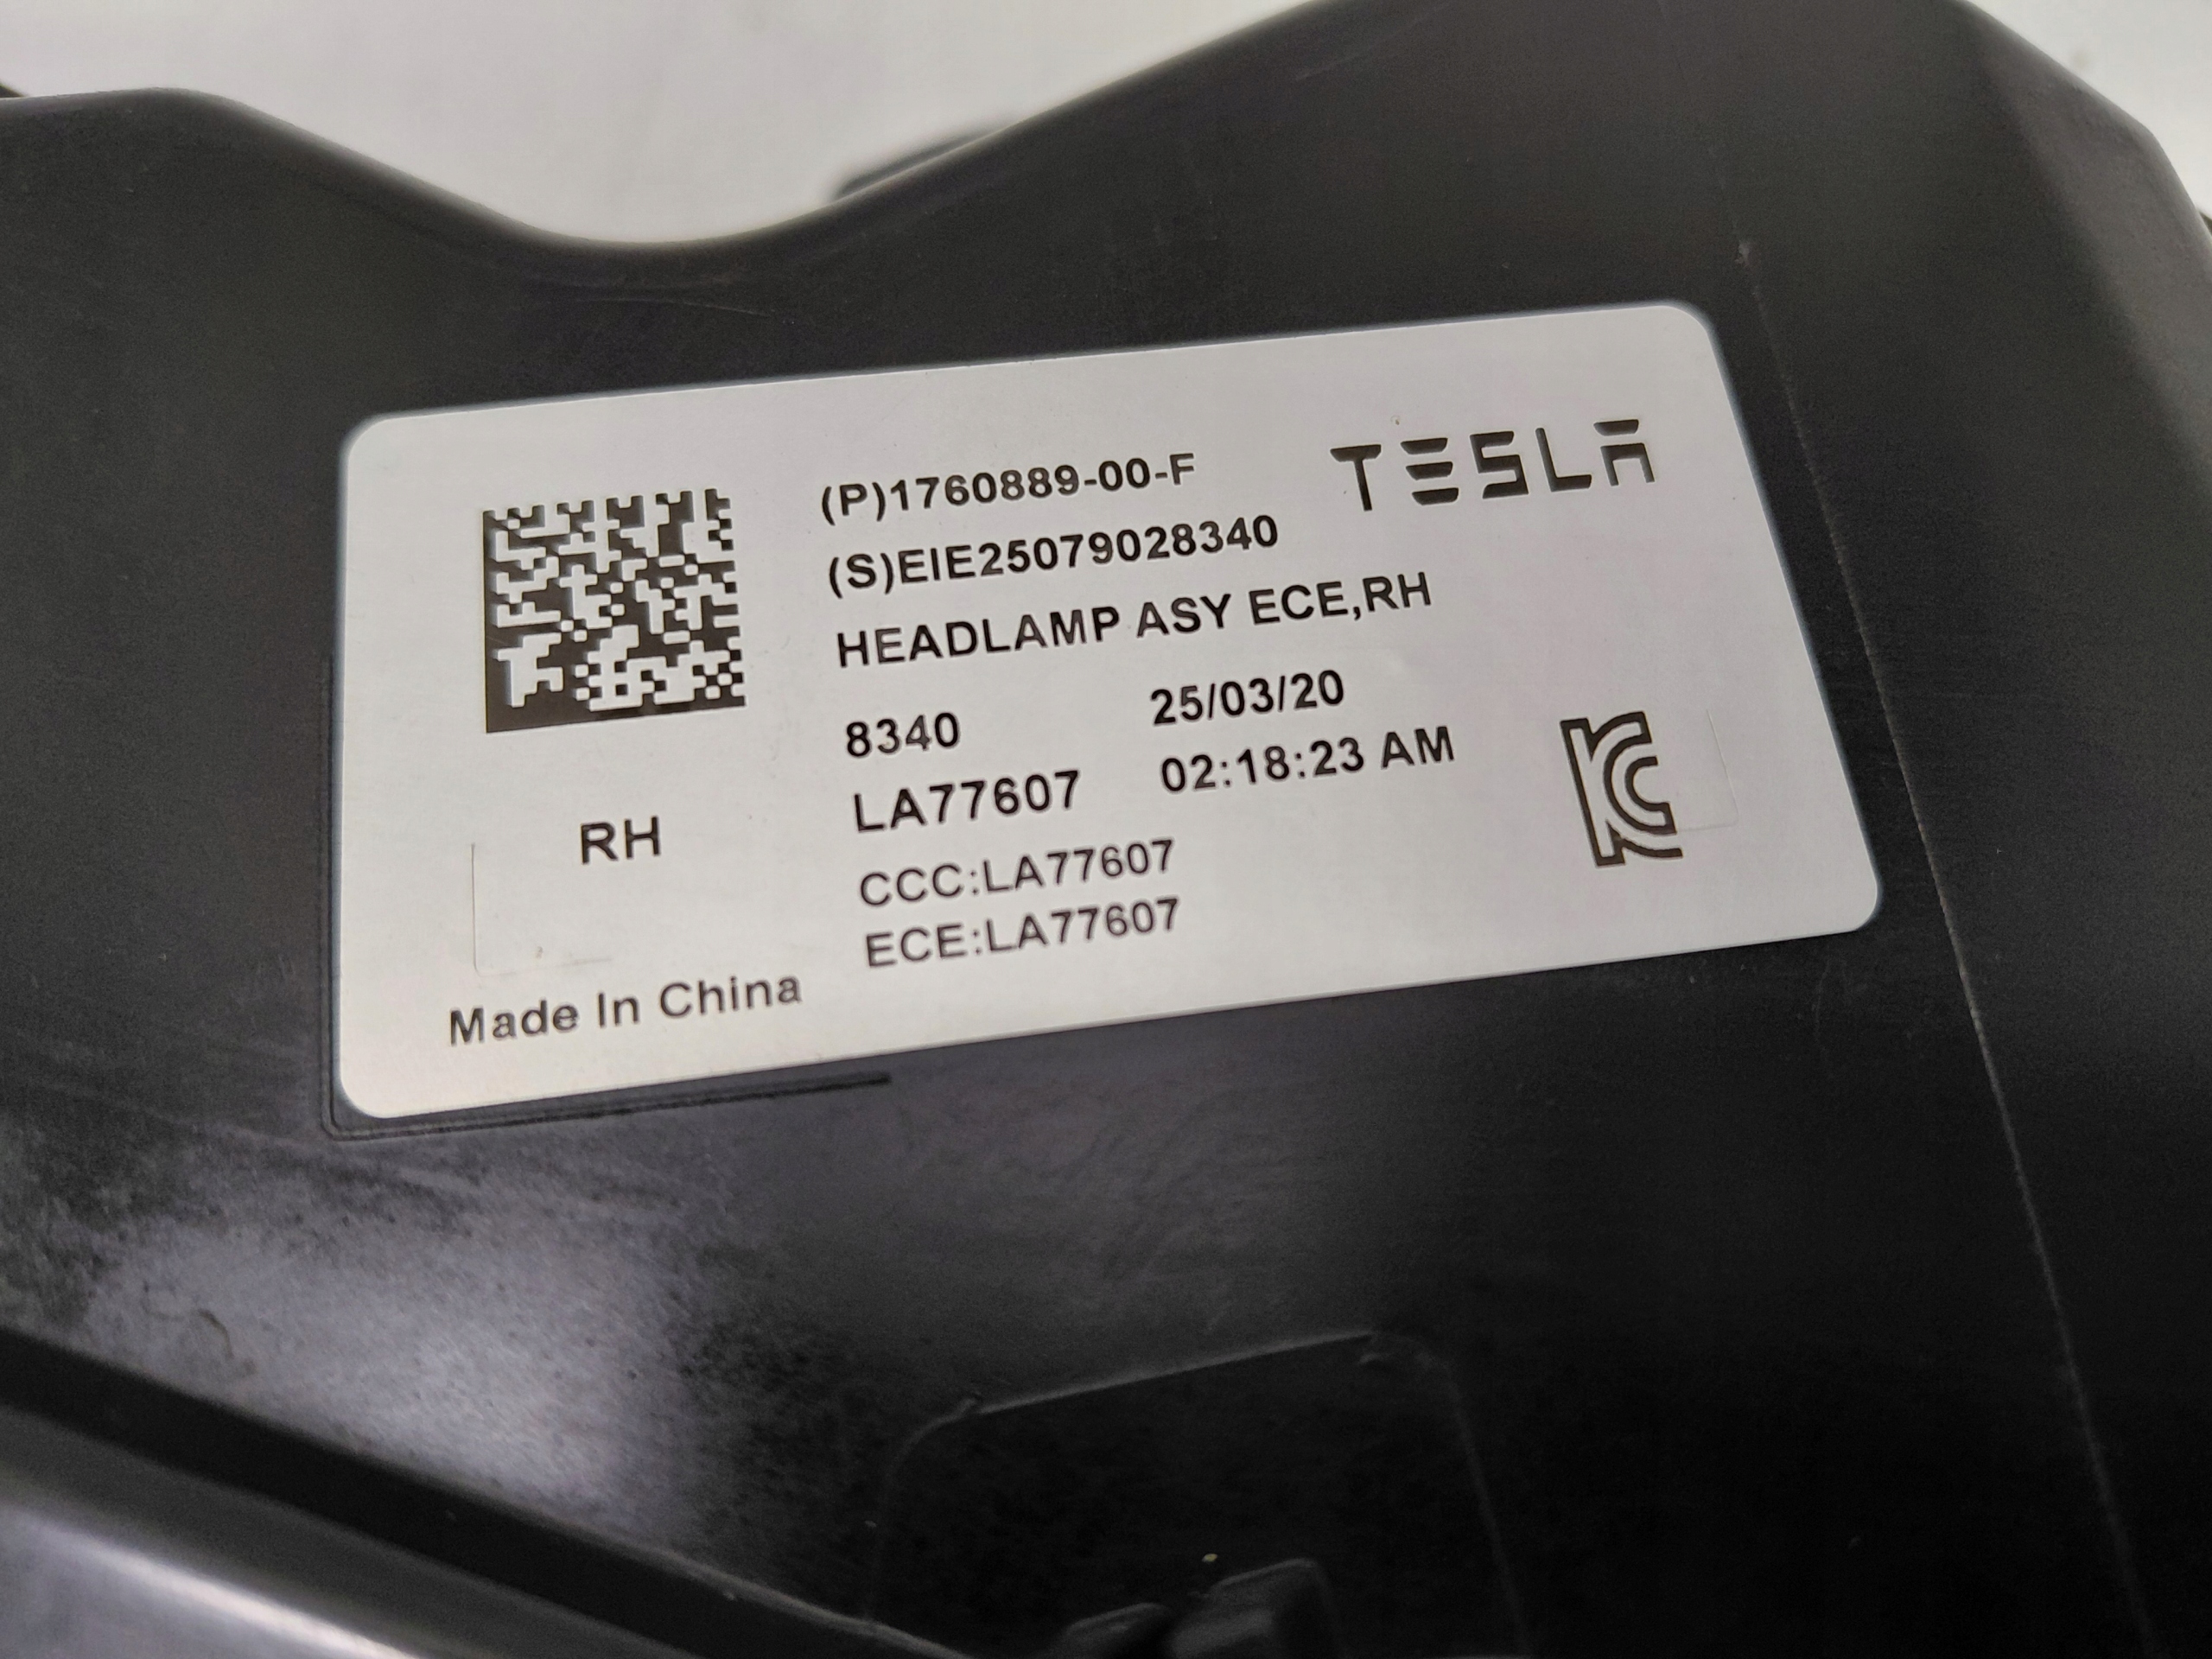 TESLA
(P)1760889-00-F
(S)EIE25079028340
HEADLAMP ASY ECE,RH
8340 25/03/20
LA77607 02:18:23 AM
RH
CCC:LA77607
ECE:LA77607
Made In China
KC